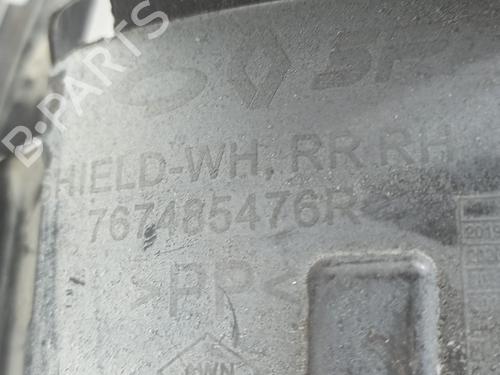 B-PARTS
SHIELD-WH, RR RH
767485476R
>PP<